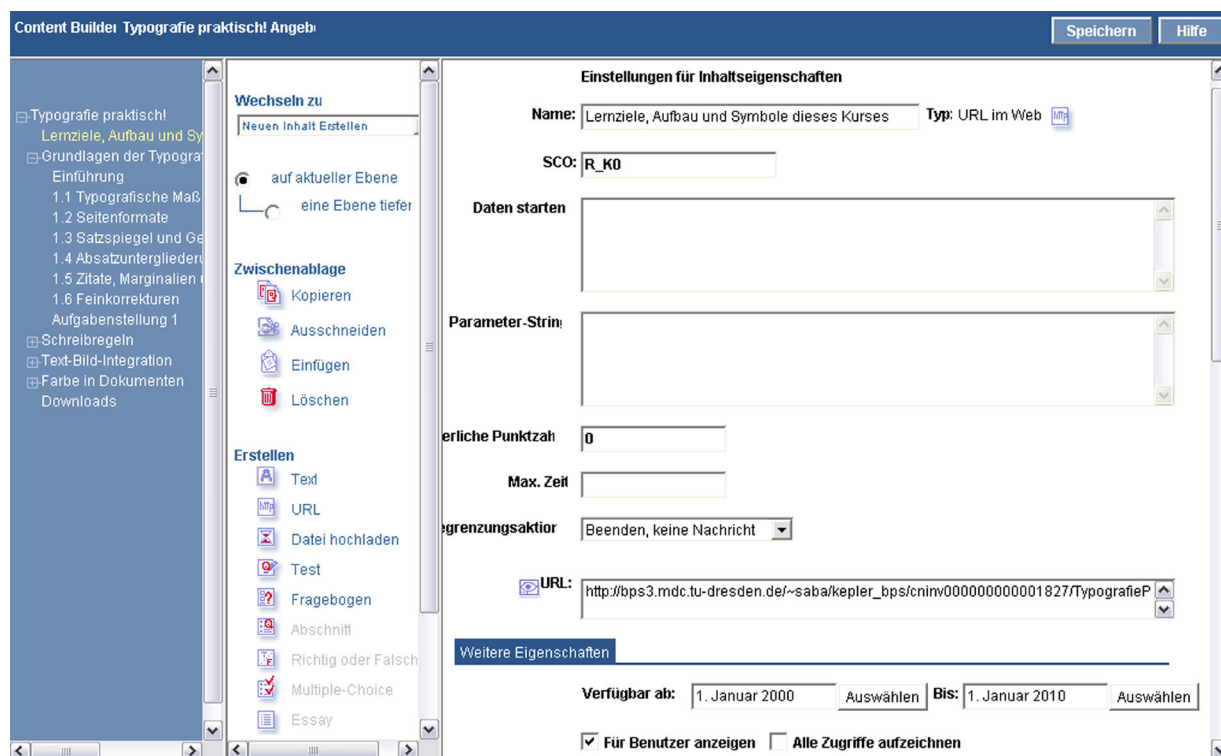 Content Builder Typografie praktisch! Angeb
Speichern
Hilfe
Typografie praktisch!
Lernziele, Aufbau und Sy
Grundlagen der Typogra
Einführung
1.1 Typografische Maß
1.2 Seitenformate
1.3 Satzspiegel und Ge
1.4 Absatzuntergliederu
1.5 Zitate, Marginalien
1.6 Feinkorrekturen
Aufgabenstellung 1
Schreibregeln
Text-Bild-Integration
Farbe in Dokumenten
Downloads
Wechseln zu
Neuen Inhalt Erstellen
auf aktueller Ebene
eine Ebene tiefer
Zwischenablage
Kopieren
Ausschneiden
Einfügen
Löschen
Erstellen
Text
URL
Datei hochladen
Test
Fragebogen
Abschnitt
Richtig oder Falsch
Multiple-Choice
Essay
Einstellungen für Inhaltseigenschaften
Name: Lernziele, Aufbau und Symbole dieses Kurses Typ: URL im Web http
SCO: R_K0
Daten starten
Parameter-String
erliche Punktzah 0
Max. Zeit
egrenzungsaktior Beenden, keine Nachricht
URL: http://bps3.mdc.tu-dresden.de/~saba/kepler_bps/cninv000000000001827/TypografieP
Weitere Eigenschaften
Verfügbar ab: 1. Januar 2000 Auswählen Bis: 1. Januar 2010 Auswählen
Für Benutzer anzeigen Alle Zugriffe aufzeichnen